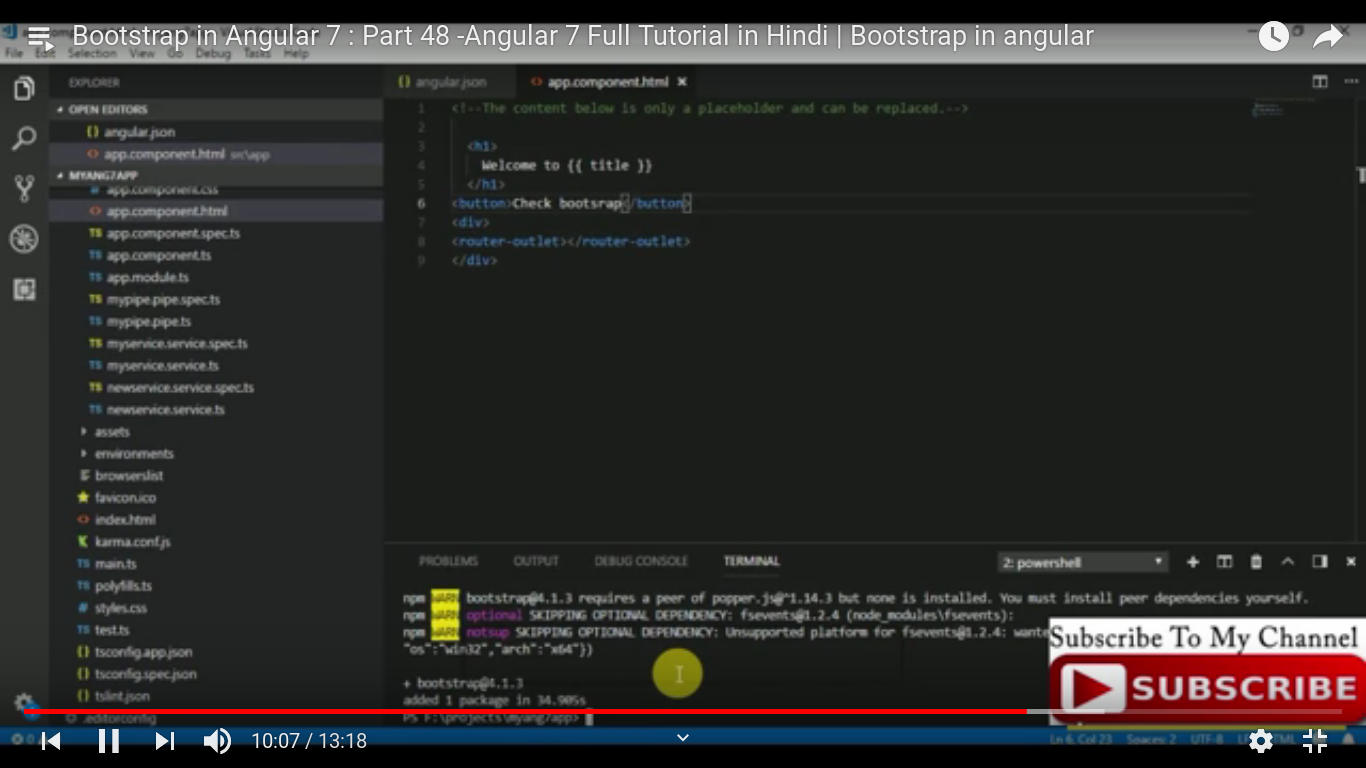 Bootstrap in Angular 7 : Part 48 -Angular 7 Full Tutorial in Hindi | Bootstrap in angular
File Edit Selection View Go Debug Tasks Help
EXPLORER
OPEN EDITORS
{} angular.json
<> app.component.html src\app
MYANG7APP
# app.component.css
<> app.component.html
TS app.component.spec.ts
TS app.component.ts
TS app.module.ts
TS mypipe.pipe.spec.ts
TS mypipe.pipe.ts
TS myservice.service.spec.ts
TS myservice.service.ts
TS newservice.service.spec.ts
TS newservice.service.ts
assets
environments
browserslist
favicon.ico
<> index.html
karma.conf.js
TS main.ts
TS polyfills.ts
# styles.css
TS test.ts
{} tsconfig.app.json
{} tsconfig.spec.json
{} tslint.json
.editorconfig
{} angular.json <> app.component.html ×
1 <!--The content below is only a placeholder and can be replaced.-->
2
3 <h1>
4 Welcome to {{ title }}
5 </h1>
6 <button>Check bootsrap</button>
7 <div>
8 <router-outlet></router-outlet>
9 </div>
PROBLEMS OUTPUT DEBUG CONSOLE TERMINAL 2: powershell
npm WARN bootstrap@4.1.3 requires a peer of popper.js@^1.14.3 but none is installed. You must install peer dependencies yourself.
npm WARN optional SKIPPING OPTIONAL DEPENDENCY: fsevents@1.2.4 (node_modules\fsevents):
npm WARN notsup SKIPPING OPTIONAL DEPENDENCY: Unsupported platform for fsevents@1.2.4: wante
"os":"win32","arch":"x64"})
+ bootstrap@4.1.3
added 1 package in 34.905s
PS F:\projects\myang7app>
Subscribe To My Channel
SUBSCRIBE
10:07 / 13:18
Ln 6, Col 23 Spaces: 2 UTF-8